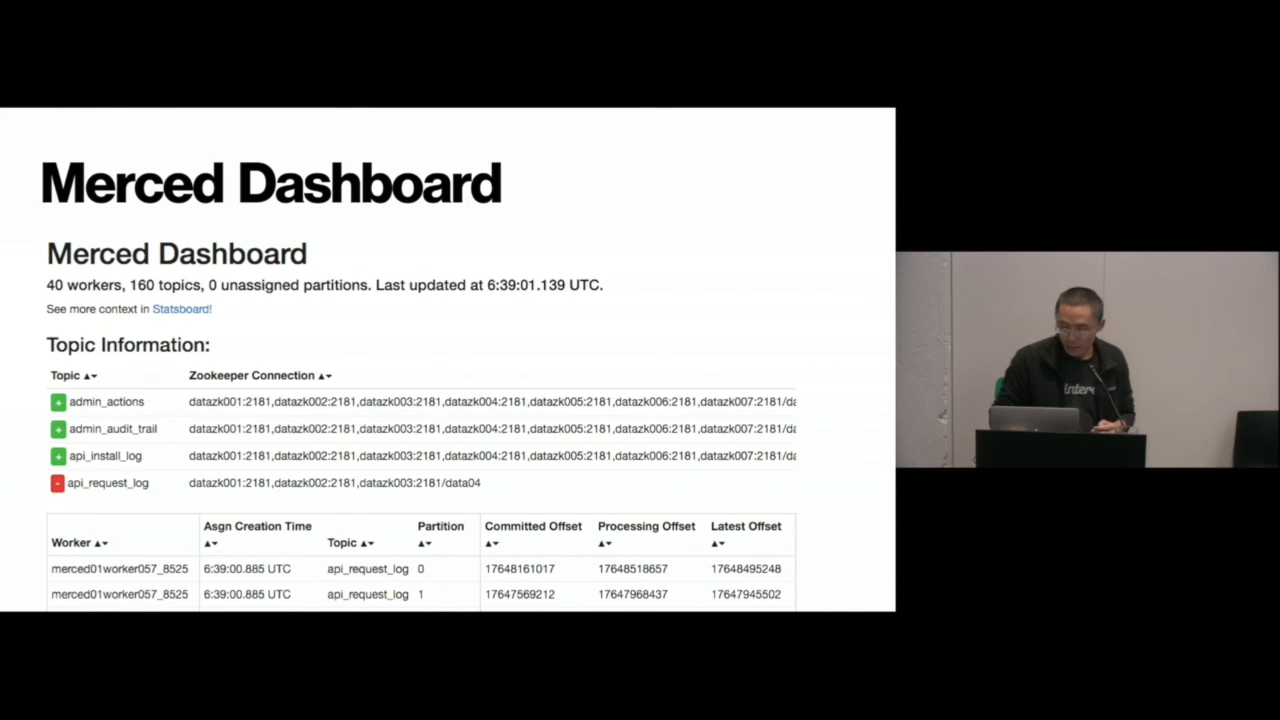 Merced Dashboard
Merced Dashboard
40 workers, 160 topics, 0 unassigned partitions. Last updated at 6:39:01.139 UTC.
See more context in Statsboard!
Topic Information:
Topic ▲▼ Zookeeper Connection ▲▼
+ admin_actions datazk001:2181,datazk002:2181,datazk003:2181,datazk004:2181,datazk005:2181,datazk006:2181,datazk007:2181/da
+ admin_audit_trail datazk001:2181,datazk002:2181,datazk003:2181,datazk004:2181,datazk005:2181,datazk006:2181,datazk007:2181/da
+ api_install_log datazk001:2181,datazk002:2181,datazk003:2181,datazk004:2181,datazk005:2181,datazk006:2181,datazk007:2181/da
- api_request_log datazk001:2181,datazk002:2181,datazk003:2181/data04
Worker ▲▼ Asgn Creation Time ▲▼ Topic ▲▼ Partition ▲▼ Committed Offset ▲▼ Processing Offset ▲▼ Latest Offset ▲▼
merced01worker057_8525 6:39:00.885 UTC api_request_log 0 17648161017 17648518657 17648495248
merced01worker057_8525 6:39:00.885 UTC api_request_log 1 17647569212 17647968437 17647945502